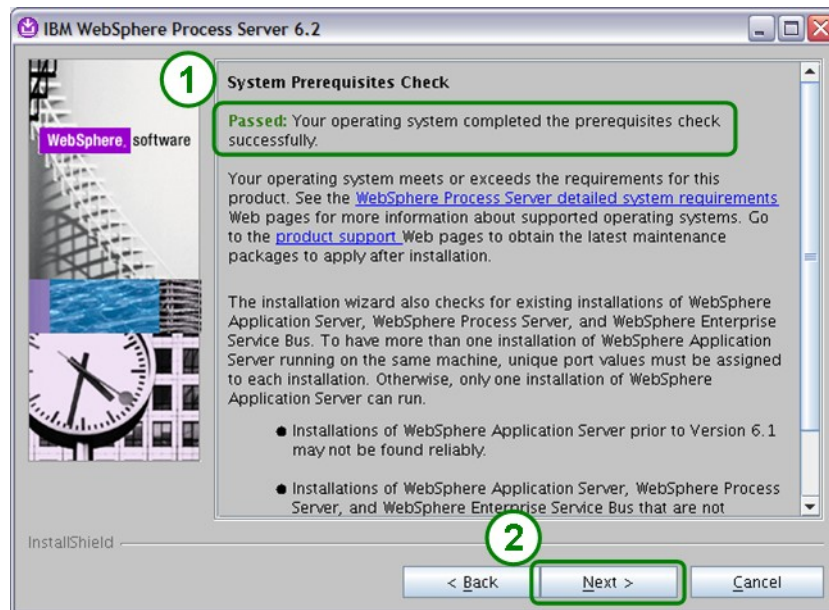 IBM WebSphere Process Server 6.2
1
WebSphere. software
System Prerequisites Check
Passed: Your operating system completed the prerequisites check
successfully.
Your operating system meets or exceeds the requirements for this
product. See the WebSphere Process Server detailed system requirements
Web pages for more information about supported operating systems. Go
to the product support Web pages to obtain the latest maintenance
packages to apply after installation.
The installation wizard also checks for existing installations of WebSphere
Application Server, WebSphere Process Server, and WebSphere Enterprise
Service Bus. To have more than one installation of WebSphere Application
Server running on the same machine, unique port values must be assigned
to each installation. Otherwise, only one installation of WebSphere
Application Server can run.
● Installations of WebSphere Application Server prior to Version 6.1
may not be found reliably.
● Installations of WebSphere Application Server, WebSphere Process
Server, and WebSphere Enterprise Service Bus that are not
InstallShield
2
< Back
Next >
Cancel